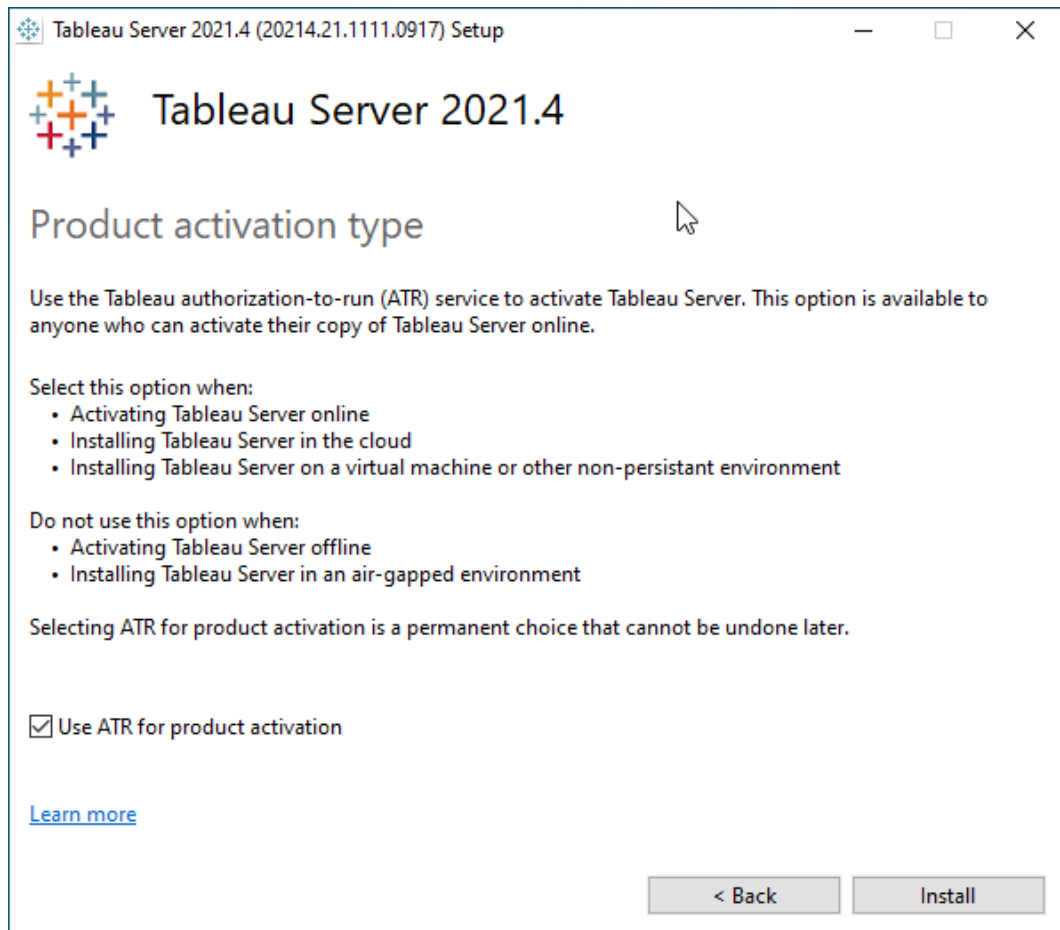 Tableau Server 2021.4 (20214.21.1111.0917) Setup
Tableau Server 2021.4
Product activation type
Use the Tableau authorization-to-run (ATR) service to activate Tableau Server. This option is available to
anyone who can activate their copy of Tableau Server online.
Select this option when:
• Activating Tableau Server online
• Installing Tableau Server in the cloud
• Installing Tableau Server on a virtual machine or other non-persistant environment
Do not use this option when:
• Activating Tableau Server offline
• Installing Tableau Server in an air-gapped environment
Selecting ATR for product activation is a permanent choice that cannot be undone later.
Use ATR for product activation
Learn more
< Back Install